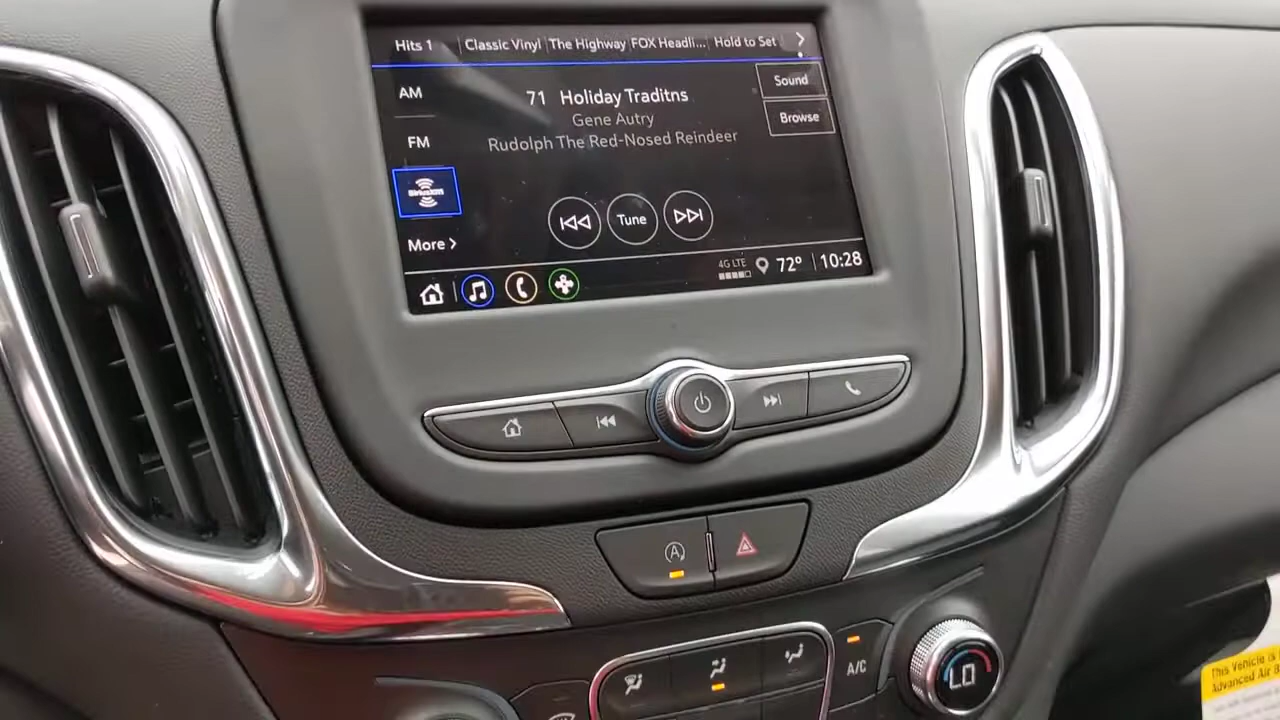 Hits 1 Classic Vinyl The Highway FOX Headli... Hold to Set
AM
71 Holiday Traditns
Sound
Gene Autry
Browse
FM
Rudolph The Red-Nosed Reindeer
SiriusXM
Tune
More
4G LTE 72° 10:28
A
A/C
LO
This Vehicle is
Advanced Air B